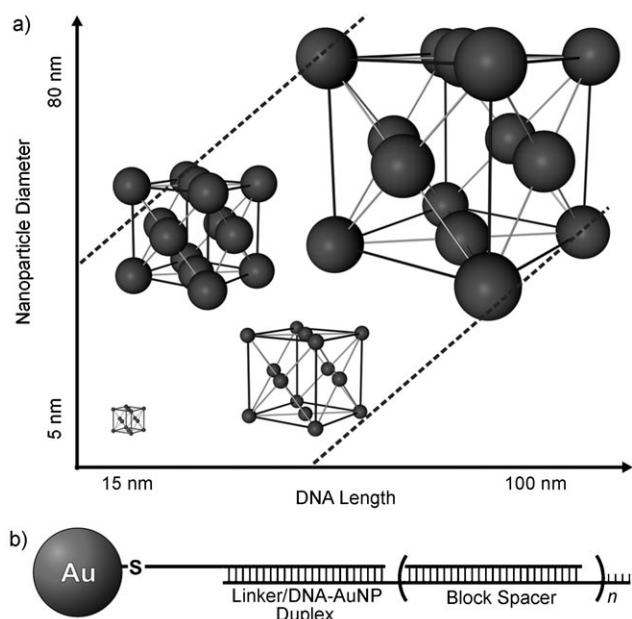 a)
80 nm
Nanoparticle Diameter
5 nm
15 nm
100 nm
DNA Length
b)
Au
S
Linker/DNA-AuNP
Duplex
Block Spacer
n